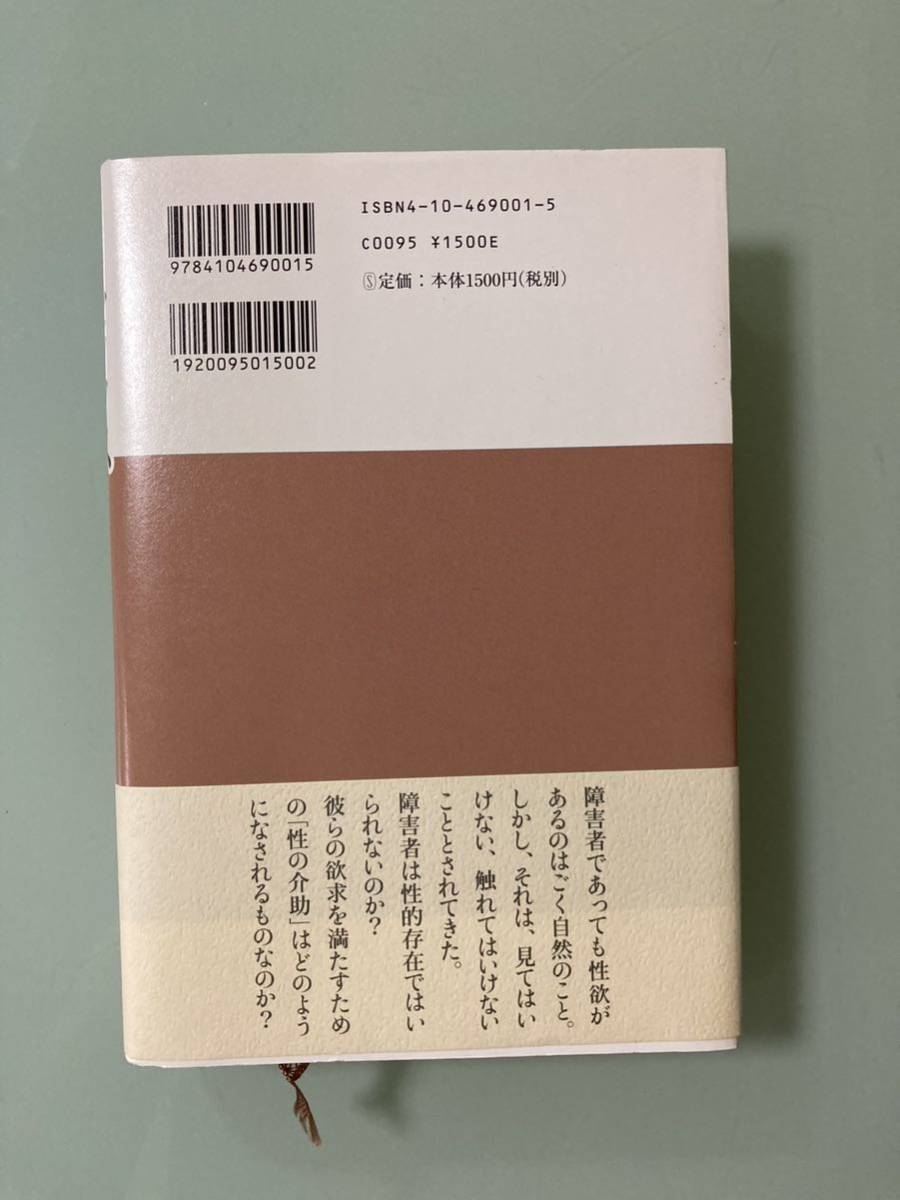 ISBN4-10-469001-5
C0095 ¥1500E
Ⓢ定価：本体1500円(税別)
9784104690015
1920095015002
障害者であっても性欲が
あるのはごく自然のこと。
しかし、それは、見てはい
けない、触れてはいけない
こととされてきた。
障害者は性的存在ではい
られないのか？
彼らの欲求を満たすため
の「性の介助」はどのよう
になされるものなのか？